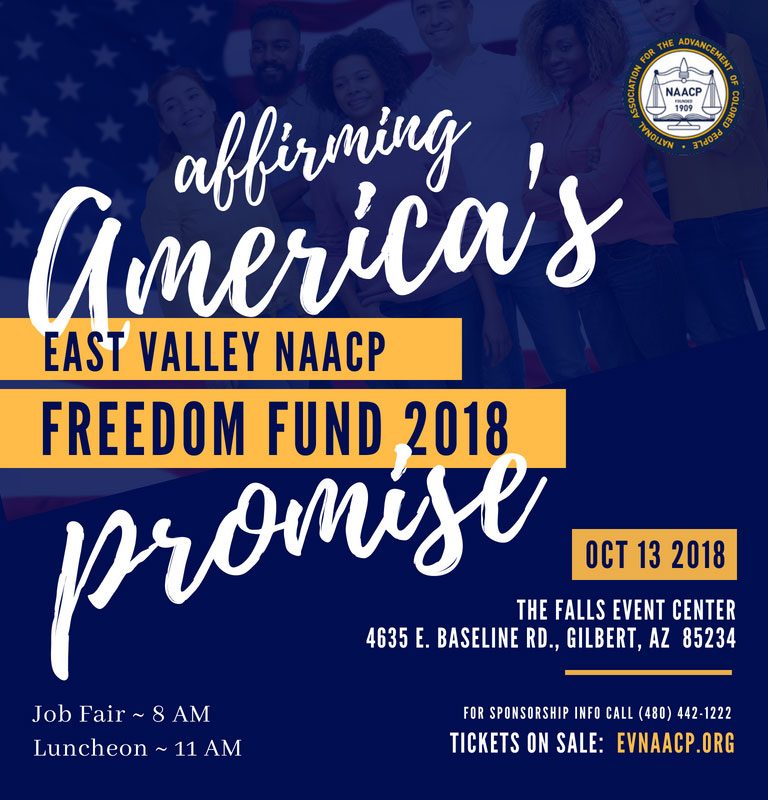 NATIONAL ASSOCIATION FOR THE ADVANCEMENT OF COLORED PEOPLE
NAACP
FOUNDED
1909
affirming
America's
EAST VALLEY NAACP
FREEDOM FUND 2018
promise
OCT 13 2018
THE FALLS EVENT CENTER
4635 E. BASELINE RD., GILBERT, AZ 85234
Job Fair ~ 8 AM
Luncheon ~ 11 AM
FOR SPONSORSHIP INFO CALL (480) 442-1222
TICKETS ON SALE: EVNAACP.ORG